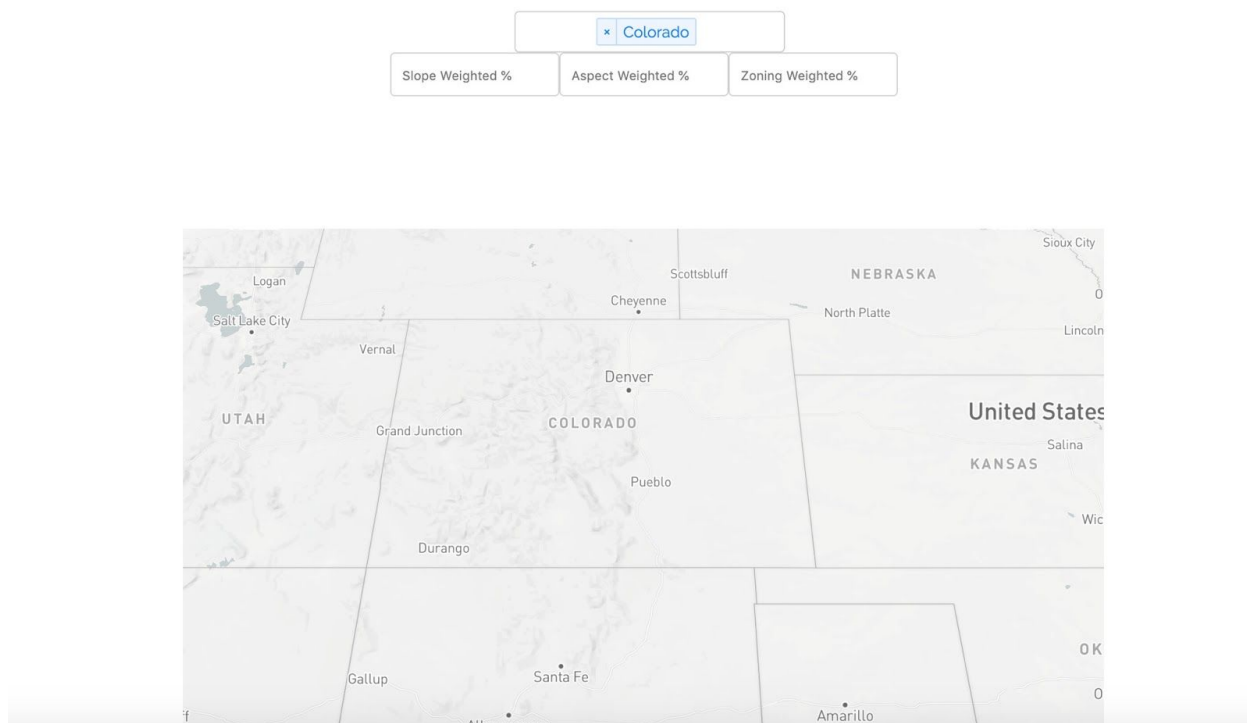 × Colorado
Slope Weighted % Aspect Weighted % Zoning Weighted %
Sioux City
Scottsbluff
NEBRASKA
Logan
Cheyenne
North Platte
Salt Lake City
Lincoln
Vernal
Denver
United States
UTAH
COLORADO
Grand Junction
Salina
KANSAS
Pueblo
Wic
Durango
OK
Santa Fe
Gallup
Amarillo